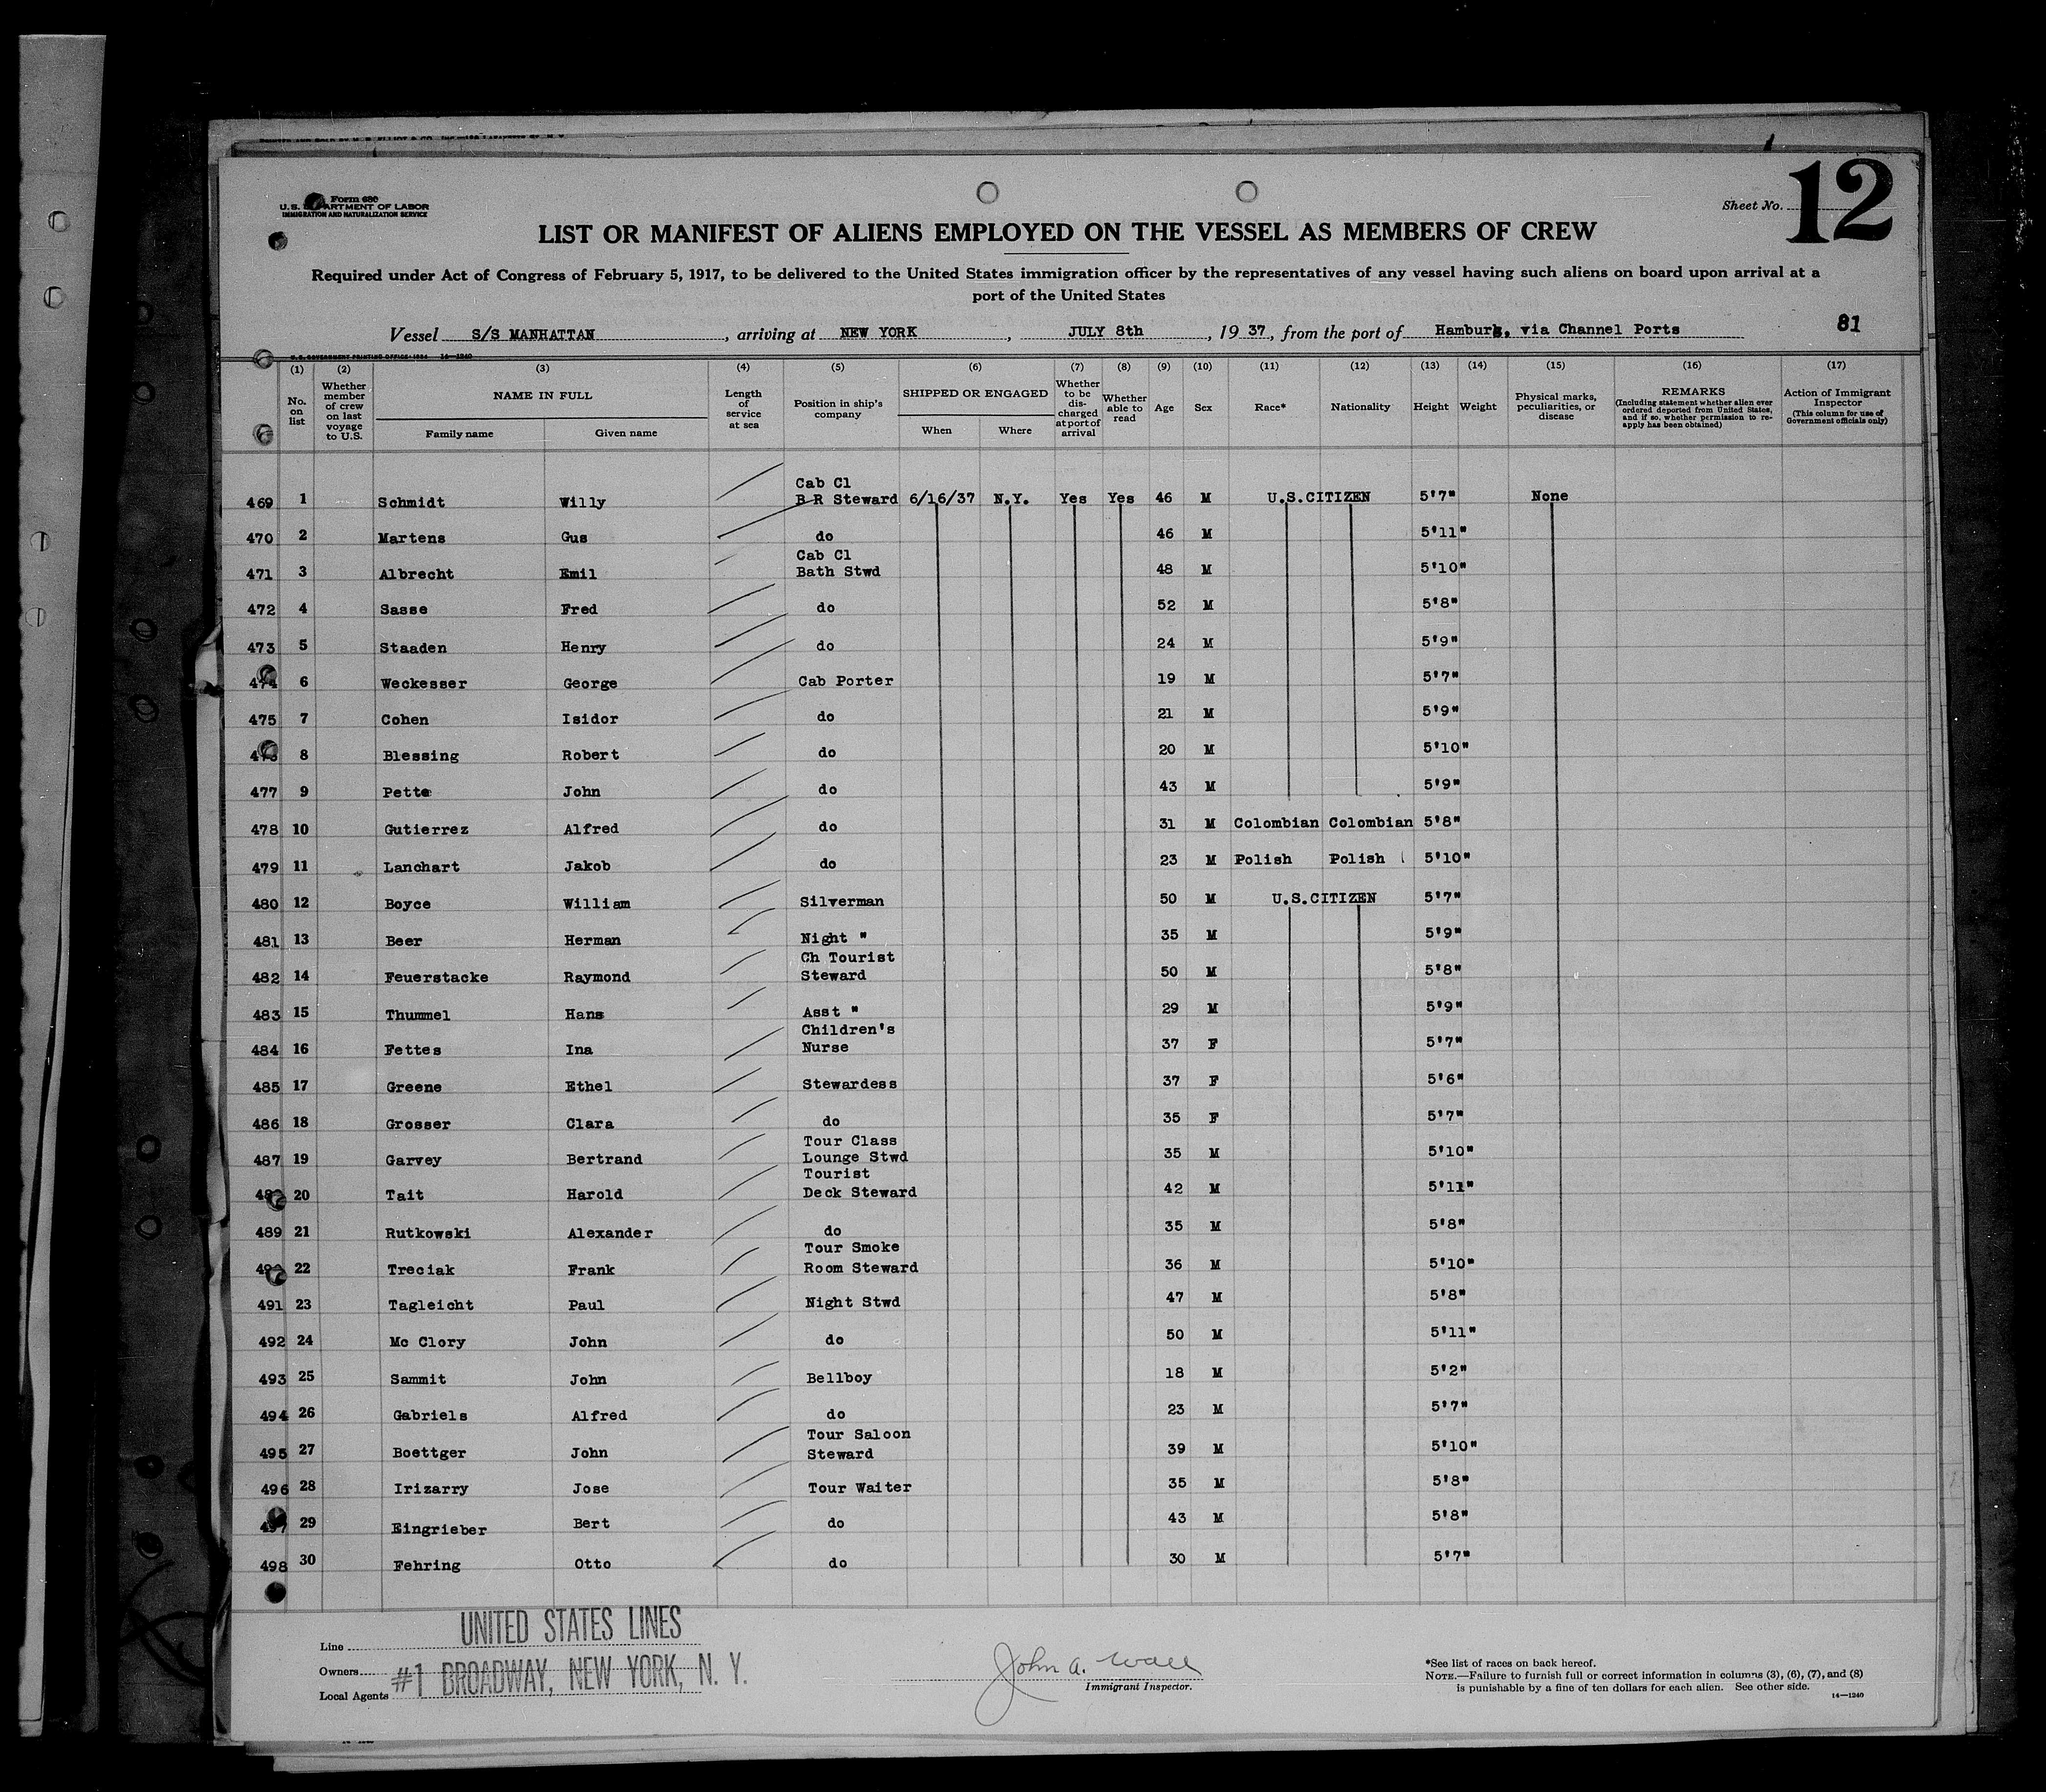 Form 680
U.S. DEPARTMENT OF LABOR
IMMIGRATION AND NATURALIZATION SERVICE
Sheet No. 12
LIST OR MANIFEST OF ALIENS EMPLOYED ON THE VESSEL AS MEMBERS OF CREW
Required under Act of Congress of February 5, 1917, to be delivered to the United States immigration officer by the representatives of any vessel having such aliens on board upon arrival at a
port of the United States
Vessel S/S MANHATTAN, arriving at NEW YORK, JULY 8th, 1937, from the port of Hamburg, via Channel Ports 81
U.S. GOVERNMENT PRINTING OFFICE: 1934 14—1240
(1) No. on list
(2) Whether member of crew on last voyage to U.S.
(3) NAME IN FULL Family name Given name
(4) Length of service at sea
(5) Position in ship's company
(6) SHIPPED OR ENGAGED When Where
(7) Whether to be discharged at port of arrival
(8) Whether able to read
(9) Age
(10) Sex
(11) Race*
(12) Nationality
(13) Height
(14) Weight
(15) Physical marks, peculiarities, or disease
(16) REMARKS (Including statement whether alien ever ordered deported from United States, and if so, whether permission to reapply has been obtained)
(17) Action of Immigrant Inspector (This column for use of Government officials only)
469 1 Schmidt Willy Cab Cl B R Steward 6/16/37 N.Y. Yes Yes 46 M U.S.CITIZEN 5'7" None
470 2 Martens Gus do 46 M 5'11"
471 3 Albrecht Emil Cab Cl Bath Stwd 48 M 5'10"
472 4 Sasse Fred do 52 M 5'8"
473 5 Staaden Henry do 24 M 5'9"
474 6 Weckesser George Cab Porter 19 M 5'7"
475 7 Cohen Isidor do 21 M 5'9"
476 8 Blessing Robert do 20 M 5'10"
477 9 Pette John do 43 M 5'9"
478 10 Gutierrez Alfred do 31 M Colombian Colombian 5'8"
479 11 Lanchart Jakob do 23 M Polish Polish 5'10"
480 12 Boyce William Silverman 50 M U.S.CITIZEN 5'7"
481 13 Beer Herman Night " 35 M 5'9"
482 14 Feuerstacke Raymond Ch Tourist Steward 50 M 5'8"
483 15 Thummel Hans Asst " 29 M 5'9"
484 16 Fettes Ina Children's Nurse 37 F 5'7"
485 17 Greene Ethel Stewardess 37 F 5'6"
486 18 Grosser Clara do 35 F 5'7"
487 19 Garvey Bertrand Tour Class Lounge Stwd 35 M 5'10"
488 20 Tait Harold Tourist Deck Steward 42 M 5'11"
489 21 Rutkowski Alexander do 35 M 5'8"
490 22 Treciak Frank Tour Smoke Room Steward 36 M 5'10"
491 23 Tagleicht Paul Night Stwd 47 M 5'8"
492 24 Mc Clory John do 50 M 5'11"
493 25 Sammit John Bellboy 18 M 5'2"
494 26 Gabriels Alfred do 23 M 5'7"
495 27 Boettger John Tour Saloon Steward 39 M 5'10"
496 28 Irizarry Jose Tour Waiter 35 M 5'8"
497 29 Eingrieber Bert do 43 M 5'8"
498 30 Fehring Otto do 30 M 5'7"
Line UNITED STATES LINES
Owners
Local Agents #1 BROADWAY, NEW YORK, N. Y.
John A. Wall
Immigrant Inspector.
*See list of races on back hereof.
NOTE.—Failure to furnish full or correct information in columns (3), (6), (7), and (8)
is punishable by a fine of ten dollars for each alien. See other side.
14—1240